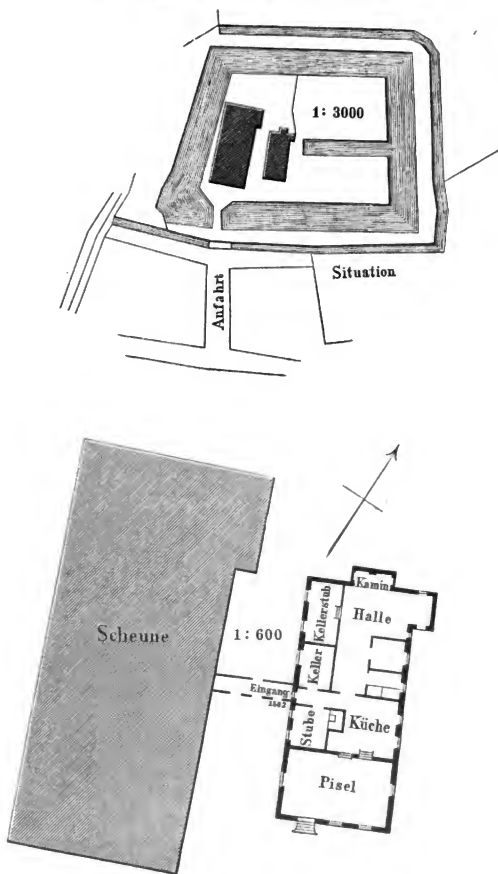 1: 3000
Situation
Anfahrt
Kamin
Halle
Kellerstub
Scheune
1: 600
Keller
Eingang
Stube
Küche
Pisel